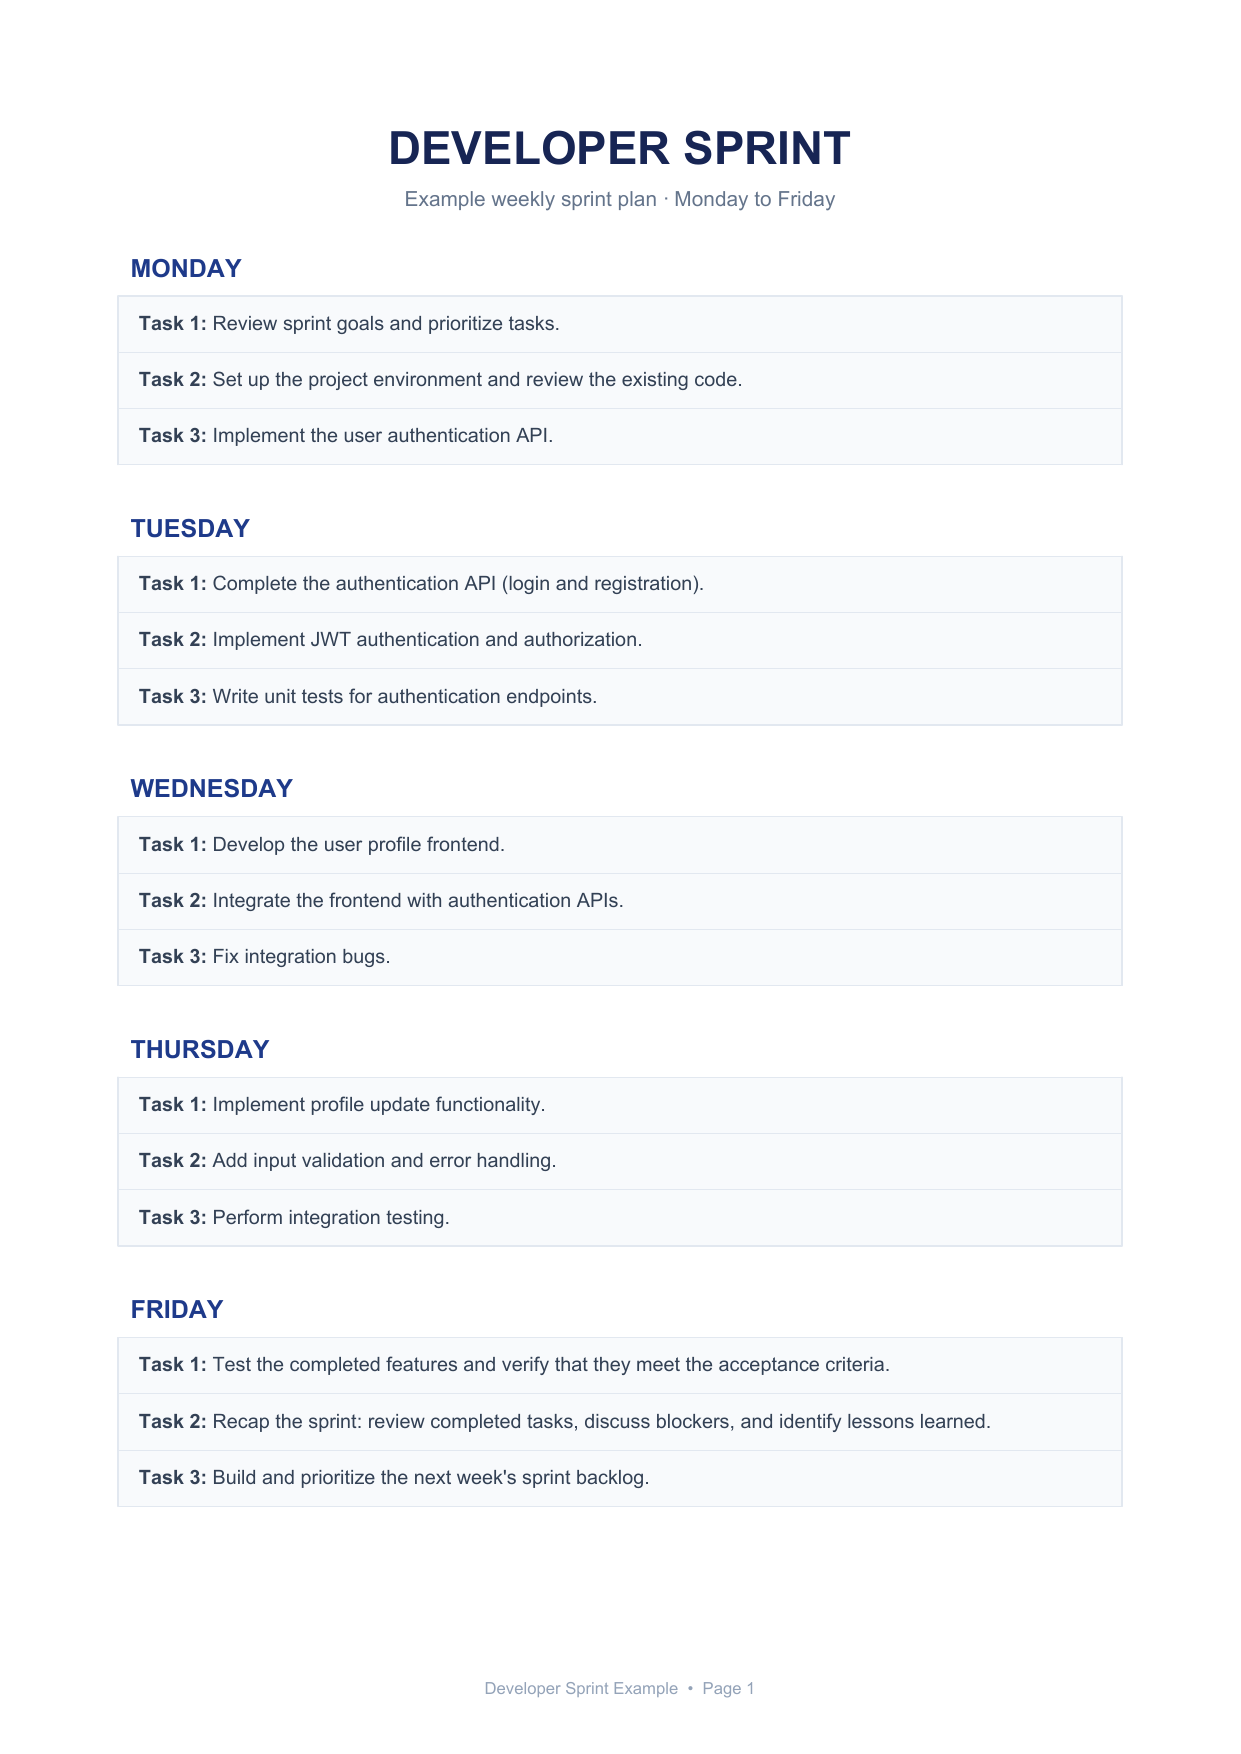 DEVELOPER SPRINT
Example weekly sprint plan · Monday to Friday
MONDAY
Task 1: Review sprint goals and prioritize tasks.
Task 2: Set up the project environment and review the existing code.
Task 3: Implement the user authentication API.
TUESDAY
Task 1: Complete the authentication API (login and registration).
Task 2: Implement JWT authentication and authorization.
Task 3: Write unit tests for authentication endpoints.
WEDNESDAY
Task 1: Develop the user profile frontend.
Task 2: Integrate the frontend with authentication APIs.
Task 3: Fix integration bugs.
THURSDAY
Task 1: Implement profile update functionality.
Task 2: Add input validation and error handling.
Task 3: Perform integration testing.
FRIDAY
Task 1: Test the completed features and verify that they meet the acceptance criteria.
Task 2: Recap the sprint: review completed tasks, discuss blockers, and identify lessons learned.
Task 3: Build and prioritize the next week's sprint backlog.
Developer Sprint Example • Page 1